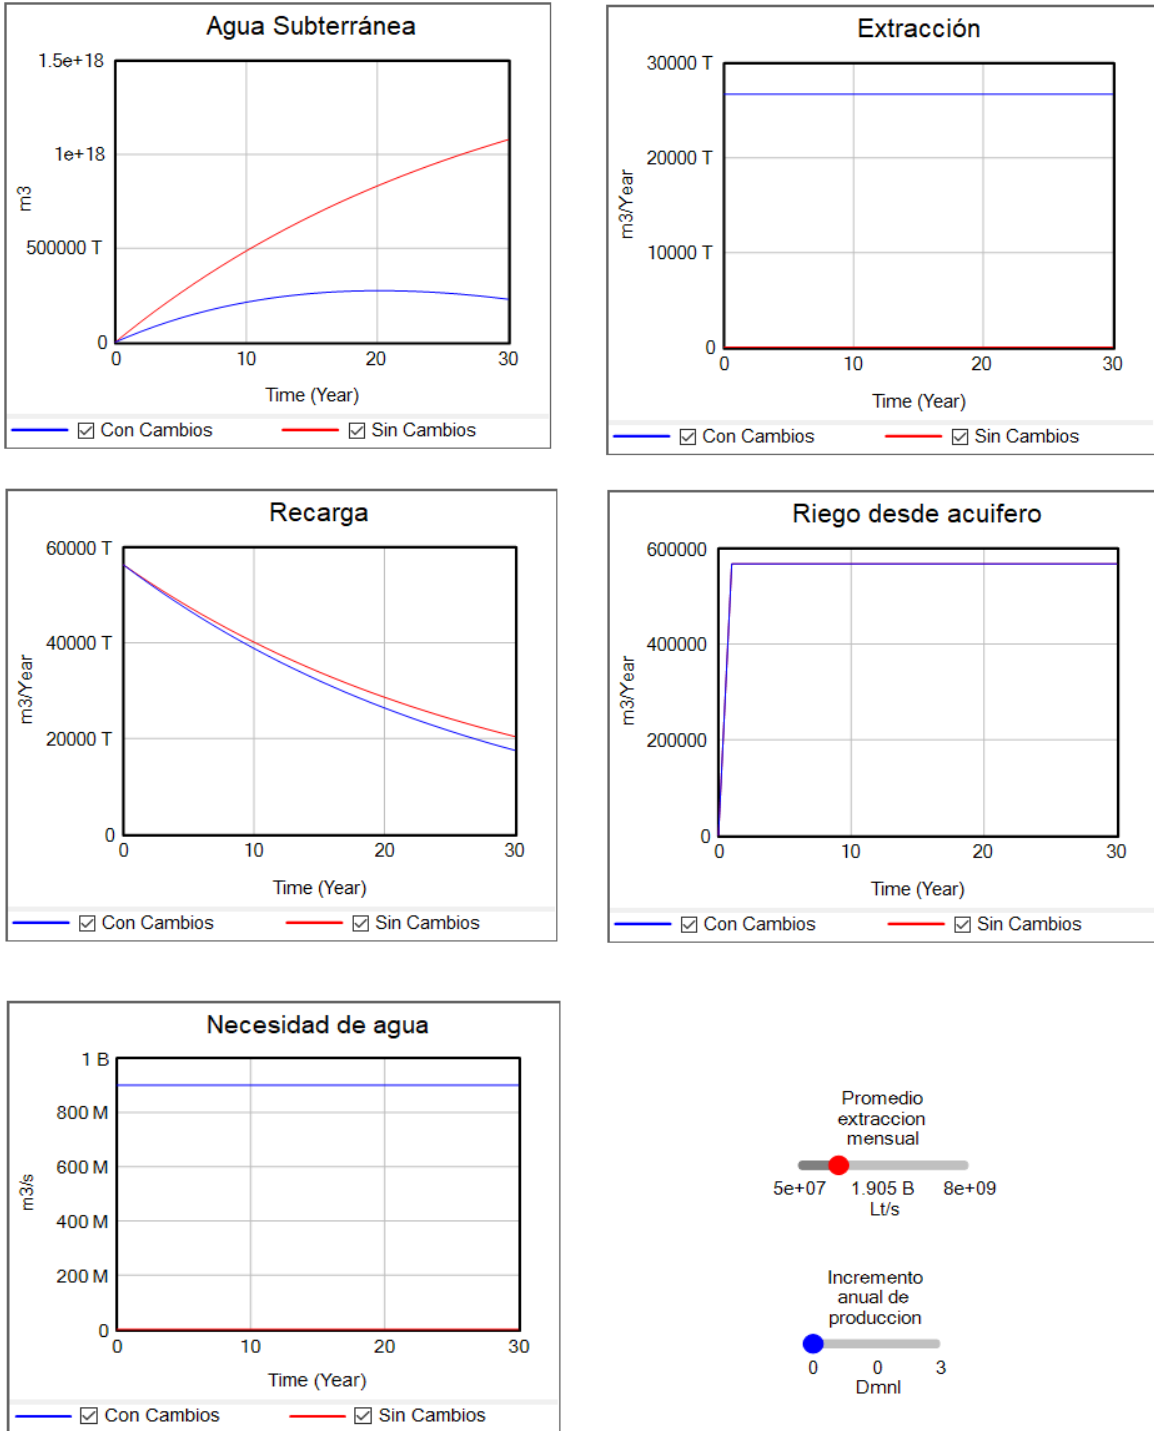 Agua Subterránea
1.5e+18
1e+18
500000 T
0
m3
0 10 20 30
Time (Year)
Con Cambios Sin Cambios
Extracción
30000 T
20000 T
10000 T
0
m3/Year
0 10 20 30
Time (Year)
Con Cambios Sin Cambios
Recarga
60000 T
40000 T
20000 T
0
m3/Year
0 10 20 30
Time (Year)
Con Cambios Sin Cambios
Riego desde acuifero
600000
400000
200000
0
m3/Year
0 10 20 30
Time (Year)
Con Cambios Sin Cambios
Necesidad de agua
1 B
800 M
600 M
400 M
200 M
0
m3/s
0 10 20 30
Time (Year)
Con Cambios Sin Cambios
Promedio
extraccion
mensual
5e+07 1.905 B 8e+09
Lt/s
Incremento
anual de
produccion
0 0 3
Dmnl